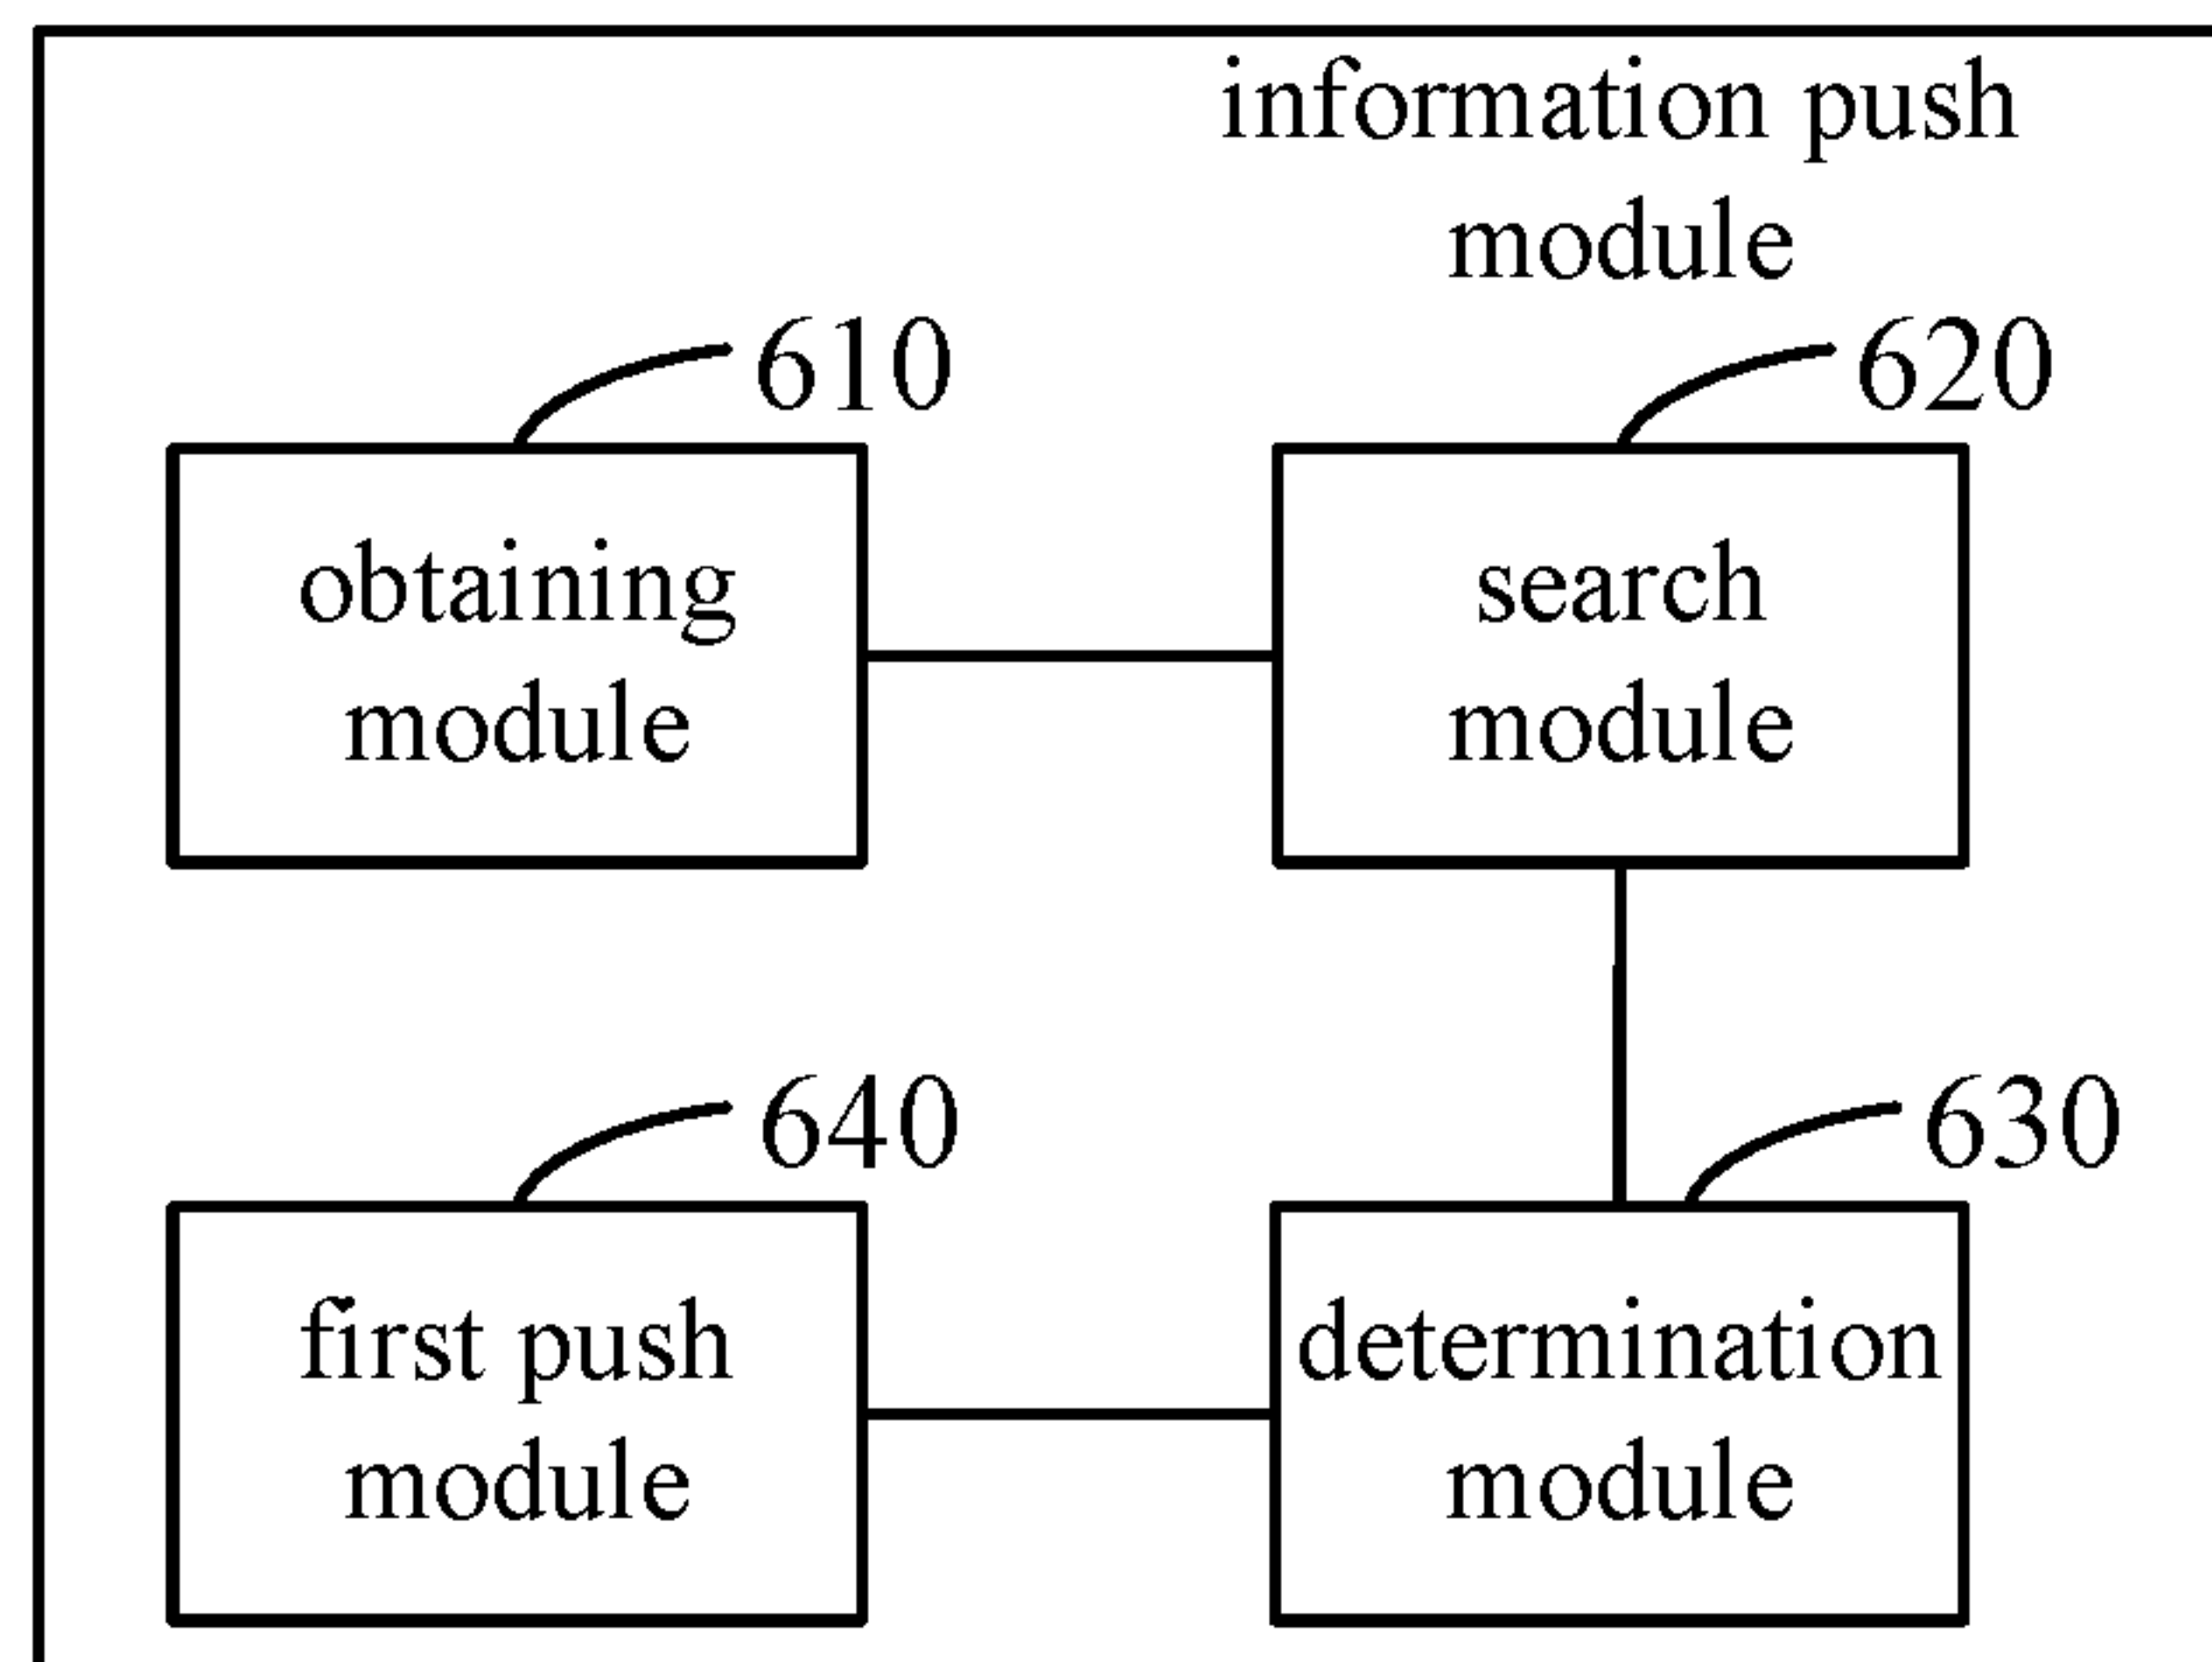 information push
module
610
620
obtaining
module
search
module
640
630
first push
module
determination
module